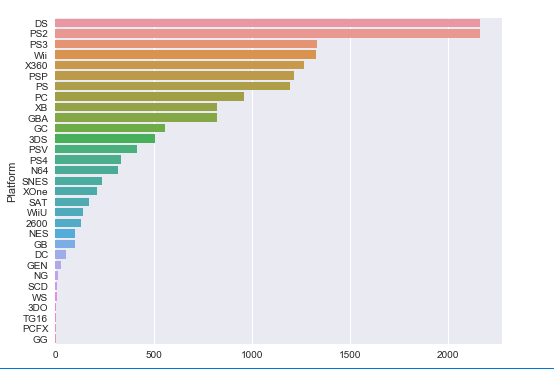 DS
PS2
PS3
Wii
X360
PSP
PS
PC
XB
GBA
GC
3DS
PSV
PS4
N64
SNES
XOne
SAT
WiiU
2600
NES
GB
DC
GEN
NG
SCD
WS
3DO
TG16
PCFX
GG
Platform
0 500 1000 1500 2000